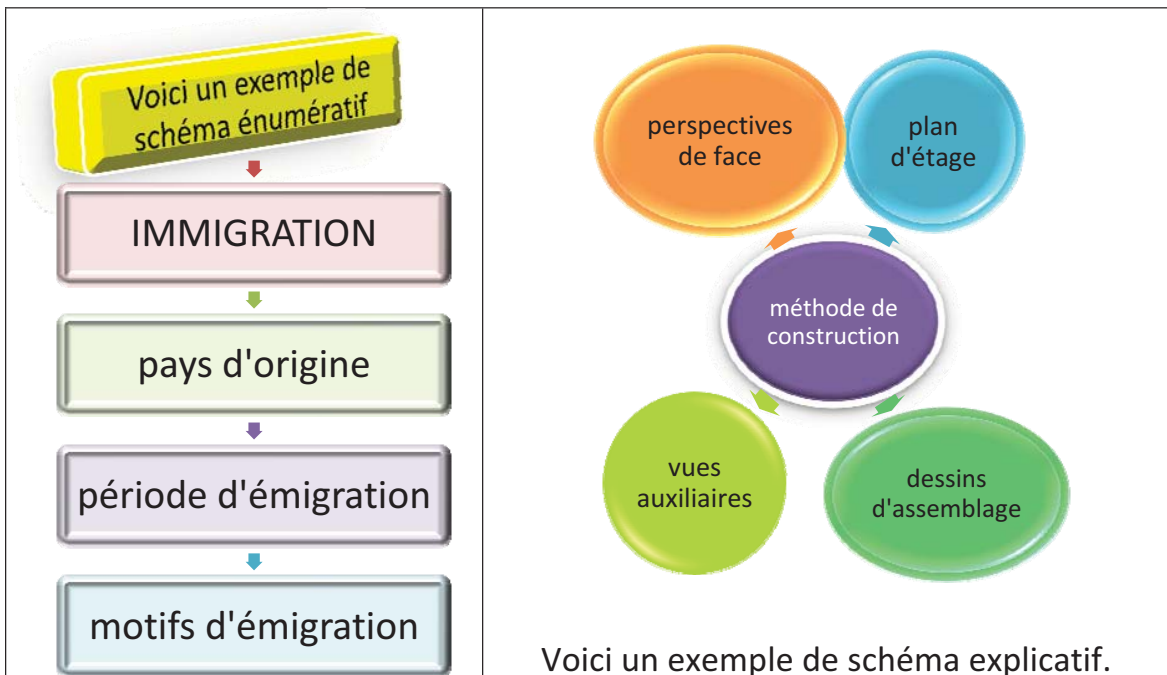 Voici un exemple de
schéma énumératif
IMMIGRATION
pays d'origine
période d'émigration
motifs d'émigration
perspectives
de face
plan
d'étage
méthode de
construction
vues
auxiliaires
dessins
d'assemblage
Voici un exemple de schéma explicatif.